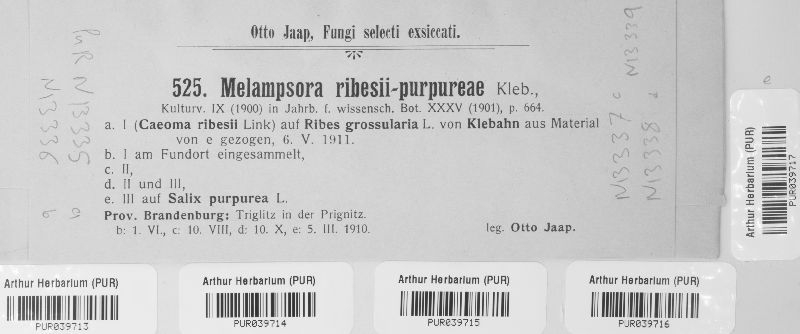 Otto Jaap, Fungi selecti exsiccati.
525. Melampsora ribesii-purpureae Kleb.,
Kulturv. IX (1900) in Jahrb. f. wissensch. Bot. XXXV (1901), p. 664.
a. I (Caeoma ribesii Link) auf Ribes grossularia L. von Klebahn aus Material
von e gezogen, 6. V. 1911.
b. I am Fundort eingesammelt,
c. II,
d. II und III,
e. III auf Salix purpurea L.
Prov. Brandenburg: Triglitz in der Prignitz.
b: 1. VI., c: 10. VIII, d: 10. X, e: 5. III. 1910.
leg. Otto Jaap.
PUR N13335
a
N13336
b
N13337 c
N13338 d
N13339
e
Arthur Herbarium (PUR)
PUR039713
Arthur Herbarium (PUR)
PUR039714
Arthur Herbarium (PUR)
PUR039715
Arthur Herbarium (PUR)
PUR039716
Arthur Herbarium (PUR)
PUR039717